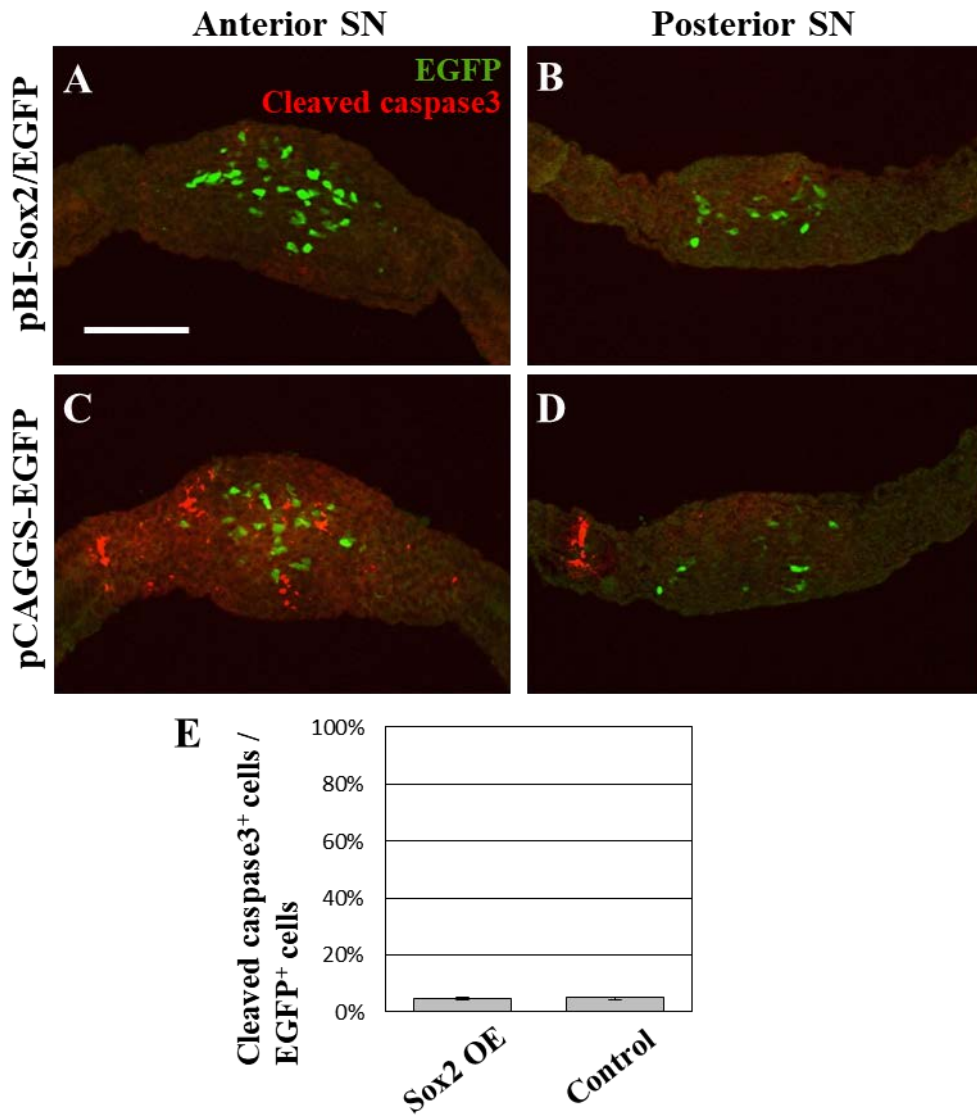 Anterior SN
Posterior SN
pBI-Sox2/EGFP
A
EGFP
Cleaved caspase3
B
pCAGGS-EGFP
C
D
E
Cleaved caspase3⁺ cells /
EGFP⁺ cells
100%
80%
60%
40%
20%
0%
Sox2 OE
Control